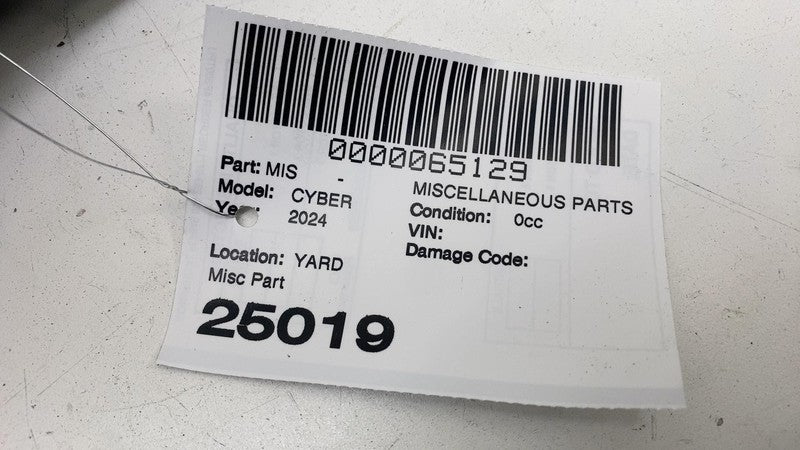 0000065129
Part: MIS -
MISCELLANEOUS PARTS
Model: CYBER
Condition: 0cc
2024
VIN:
Damage Code:
Location: YARD
Misc Part
25019